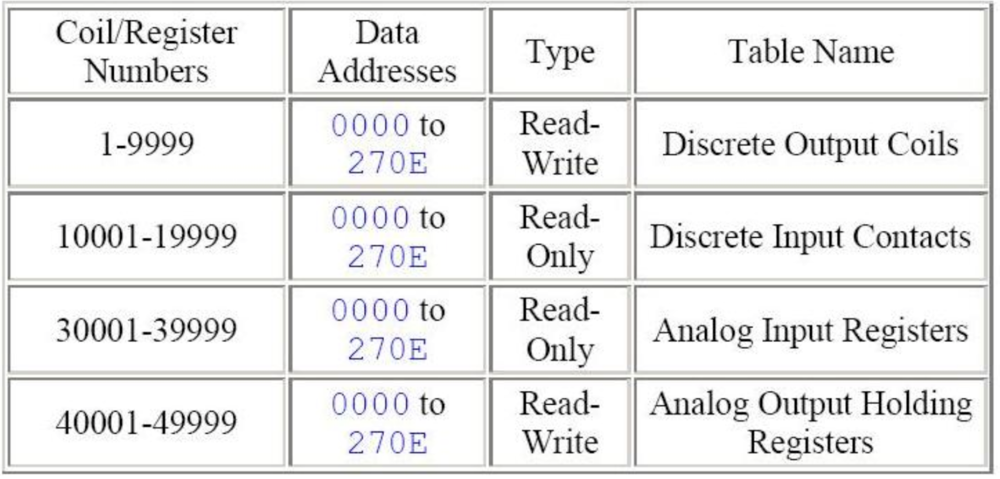 Coil/Register
Numbers
Data
Addresses
Type
Table Name
1-9999
0000 to
270E
Read-
Write
Discrete Output Coils
10001-19999
0000 to
270E
Read-
Only
Discrete Input Contacts
30001-39999
0000 to
270E
Read-
Only
Analog Input Registers
40001-49999
0000 to
270E
Read-
Write
Analog Output Holding
Registers